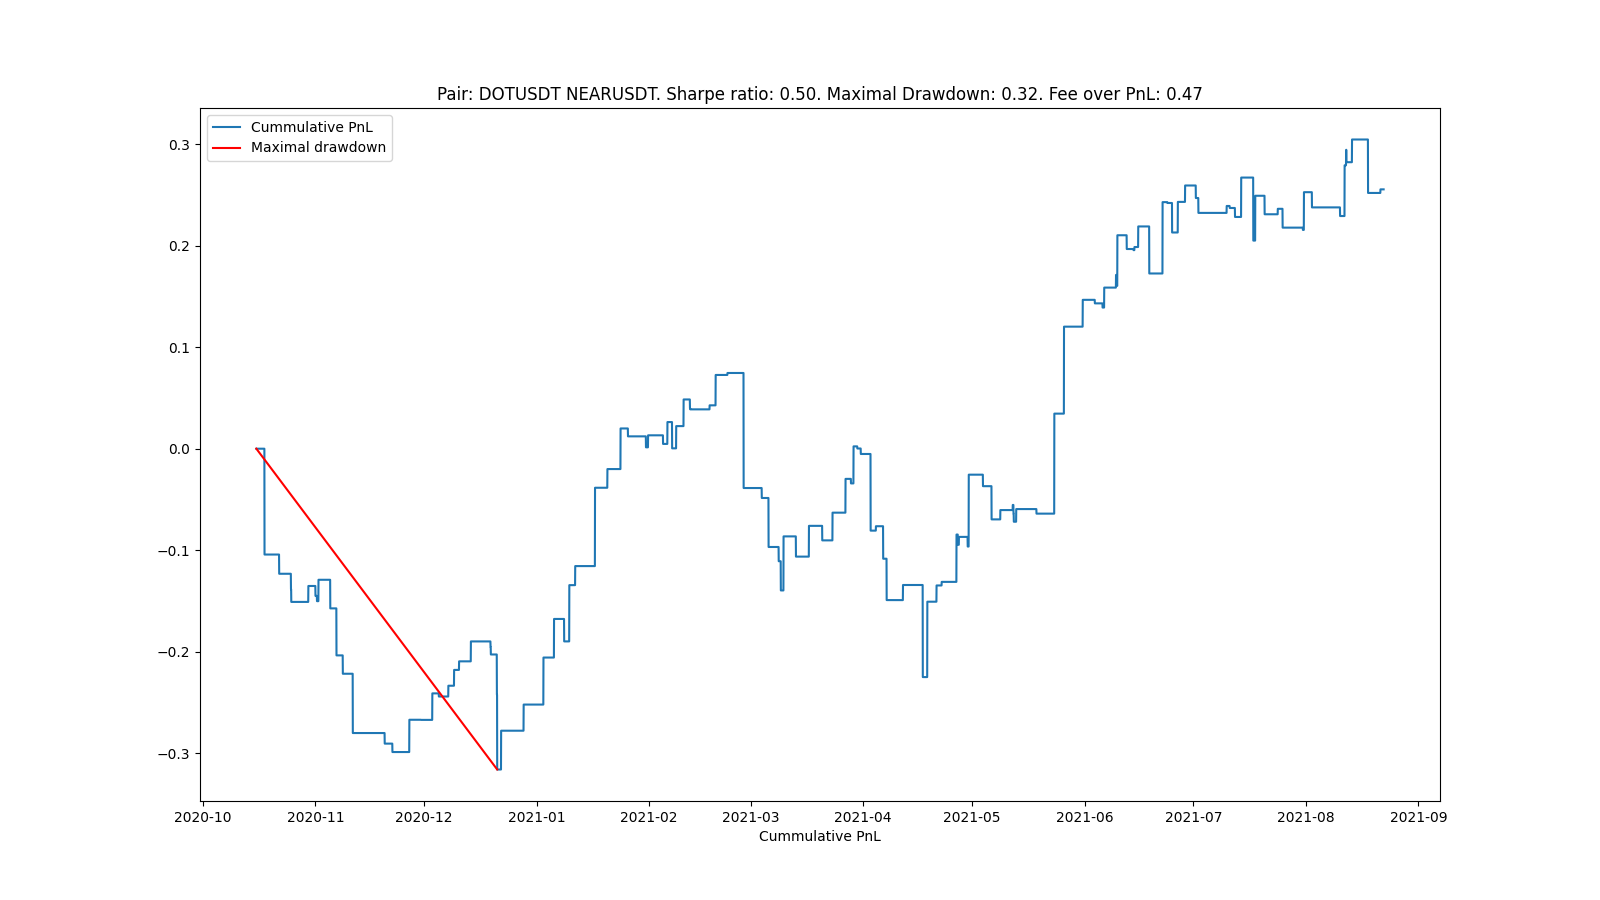 Pair: DOTUSDT NEARUSDT. Sharpe ratio: 0.50. Maximal Drawdown: 0.32. Fee over PnL: 0.47
Cummulative PnL
Maximal drawdown
0.3
0.2
0.1
0.0
−0.1
−0.2
−0.3
2020-10 2020-11 2020-12 2021-01 2021-02 2021-03 2021-04 2021-05 2021-06 2021-07 2021-08 2021-09
Cummulative PnL